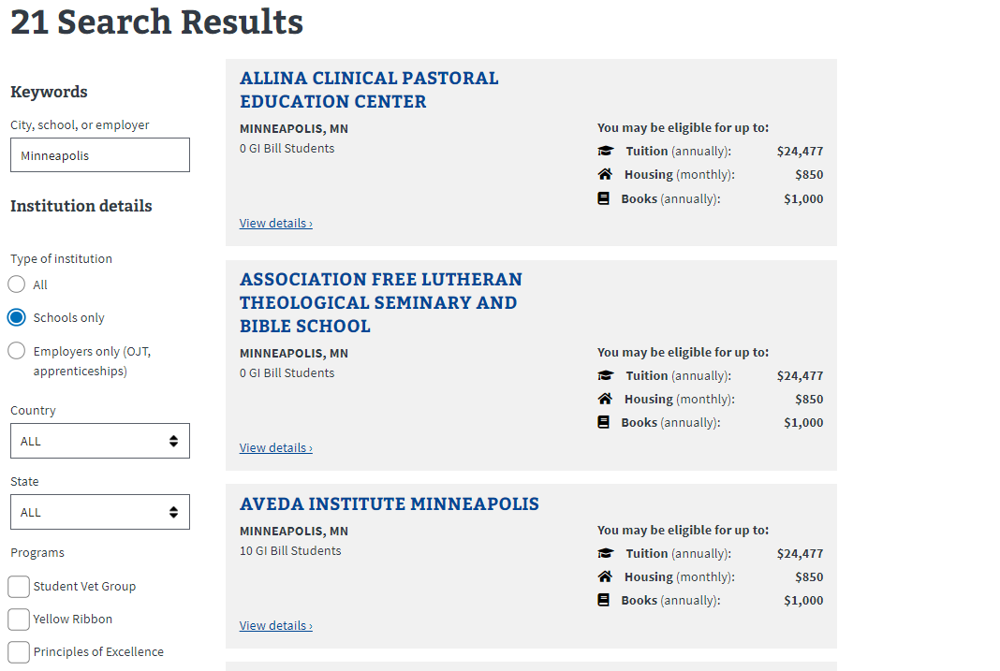 21 Search Results
Keywords
City, school, or employer
Minneapolis
Institution details
Type of institution
All
Schools only
Employers only (OJT,
apprenticeships)
Country
ALL
State
ALL
Programs
Student Vet Group
Yellow Ribbon
Principles of Excellence
ALLINA CLINICAL PASTORAL
EDUCATION CENTER
MINNEAPOLIS, MN
0 GI Bill Students
You may be eligible for up to:
Tuition (annually): $24,477
Housing (monthly): $850
Books (annually): $1,000
View details ›
ASSOCIATION FREE LUTHERAN
THEOLOGICAL SEMINARY AND
BIBLE SCHOOL
MINNEAPOLIS, MN
0 GI Bill Students
You may be eligible for up to:
Tuition (annually): $24,477
Housing (monthly): $850
Books (annually): $1,000
View details ›
AVEDA INSTITUTE MINNEAPOLIS
MINNEAPOLIS, MN
10 GI Bill Students
You may be eligible for up to:
Tuition (annually): $24,477
Housing (monthly): $850
Books (annually): $1,000
View details ›